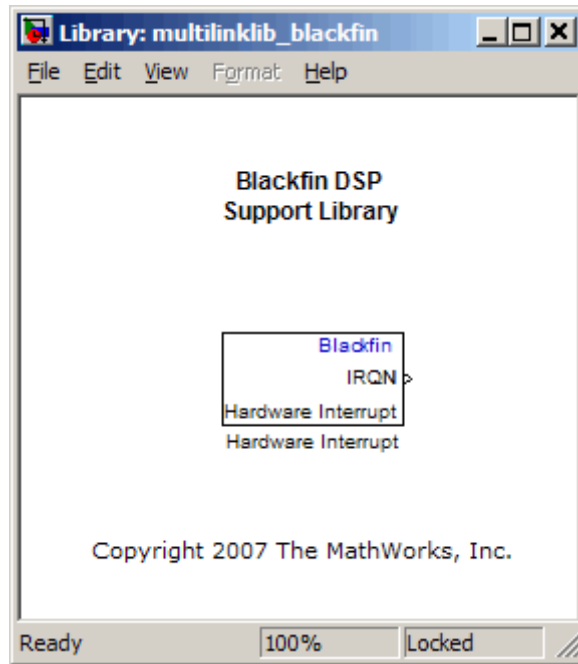 Library: multilinklib_blackfin
File Edit View Format Help
Blackfin DSP
Support Library
Blackfin
IRQN
Hardware Interrupt
Hardware Interrupt
Copyright 2007 The MathWorks, Inc.
Ready 100% Locked